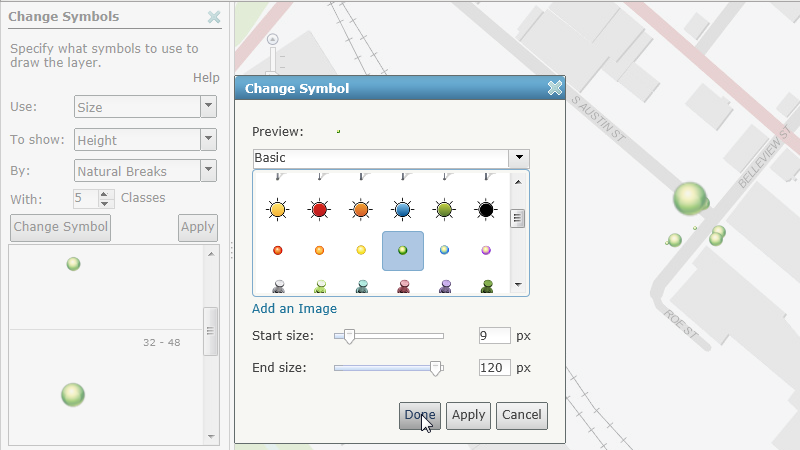 Change Symbols
Specify what symbols to use to
draw the layer.
Help
Use: Size
To show: Height
By: Natural Breaks
With: 5 Classes
Change Symbol Apply
32 - 48
Change Symbol
Preview:
Basic
Add an Image
Start size: 9 px
End size: 120 px
Done Apply Cancel
S AUSTIN ST
BELLEVIEW ST
ROE ST